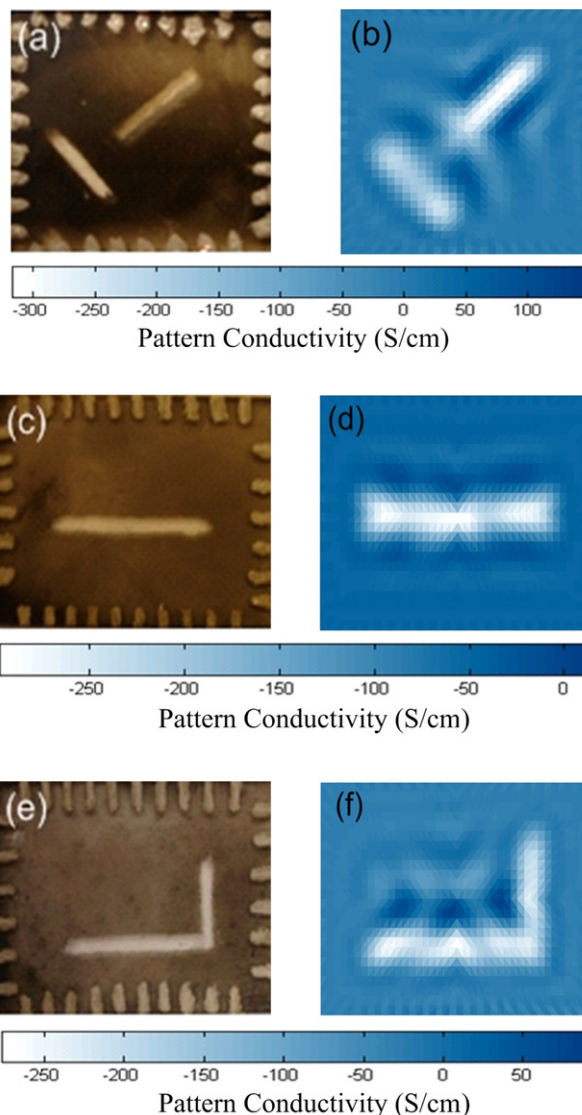 (a) (b)
-300 -250 -200 -150 -100 -50 0 50 100
Pattern Conductivity (S/cm)
(c) (d)
-250 -200 -150 -100 -50 0
Pattern Conductivity (S/cm)
(e) (f)
-250 -200 -150 -100 -50 0 50
Pattern Conductivity (S/cm)